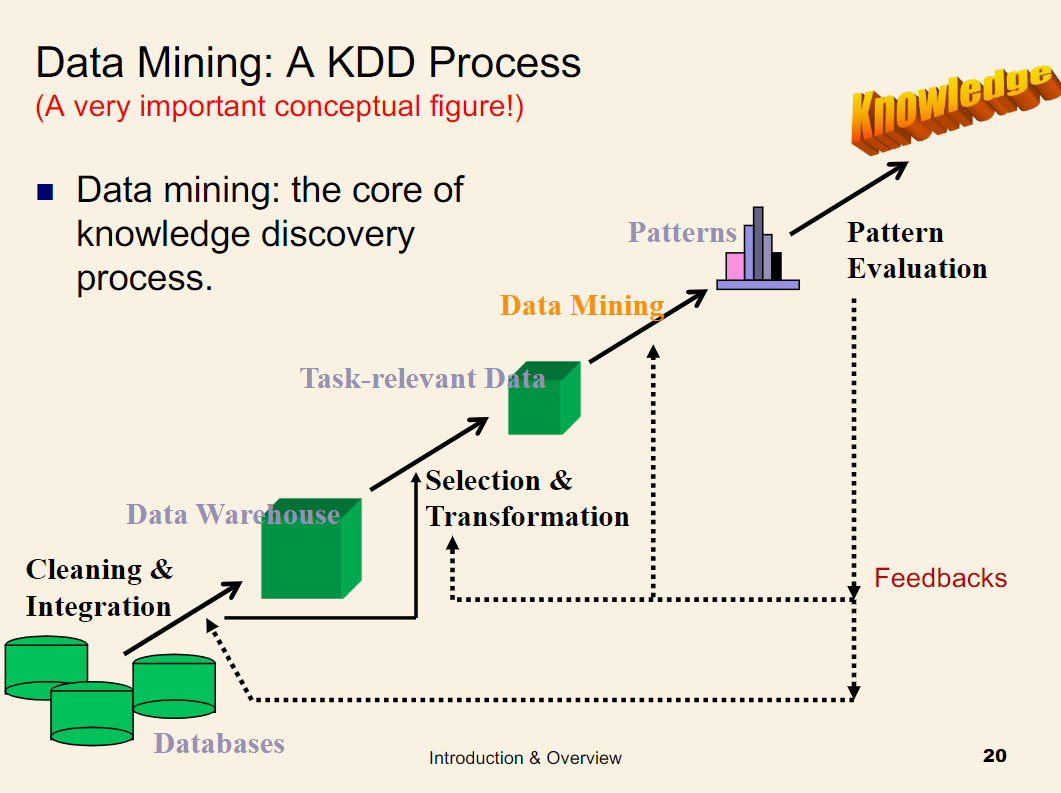 Data Mining: A KDD Process
(A very important conceptual figure!)
Knowledge
Data mining: the core of
knowledge discovery
process.
Patterns
Pattern
Evaluation
Data Mining
Task-relevant Data
Selection &
Transformation
Data Warehouse
Cleaning &
Integration
Feedbacks
Databases
Introduction & Overview
20